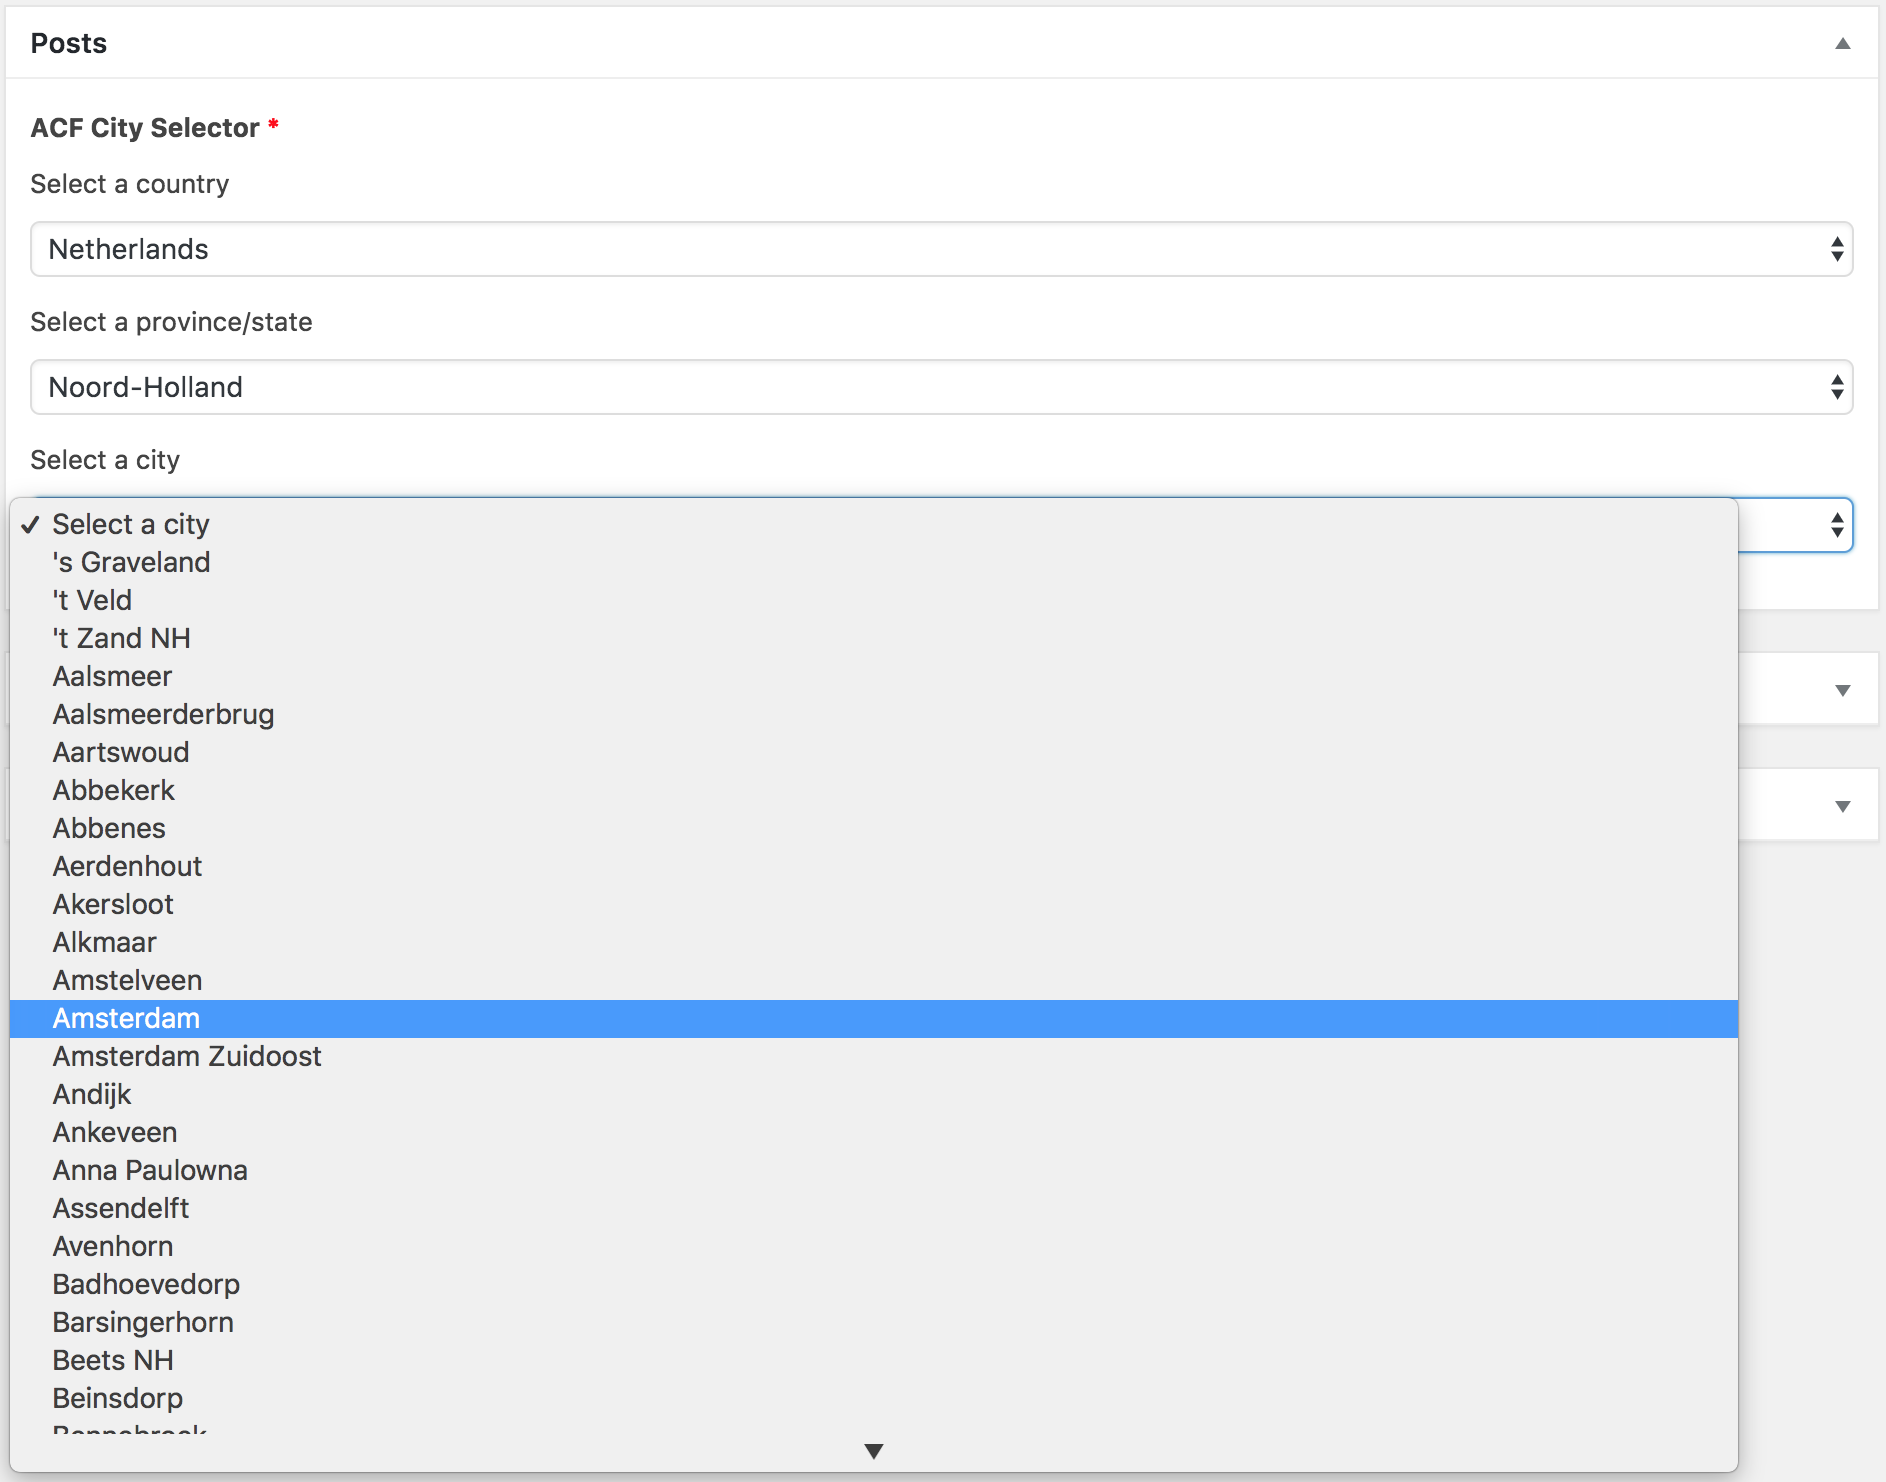 Posts
ACF City Selector *
Select a country
Netherlands
Select a province/state
Noord-Holland
Select a city
✓ Select a city
's Graveland
't Veld
't Zand NH
Aalsmeer
Aalsmeerderbrug
Aartswoud
Abbekerk
Abbenes
Aerdenhout
Akersloot
Alkmaar
Amstelveen
Amsterdam
Amsterdam Zuidoost
Andijk
Ankeveen
Anna Paulowna
Assendelft
Avenhorn
Badhoevedorp
Barsingerhorn
Beets NH
Beinsdorp